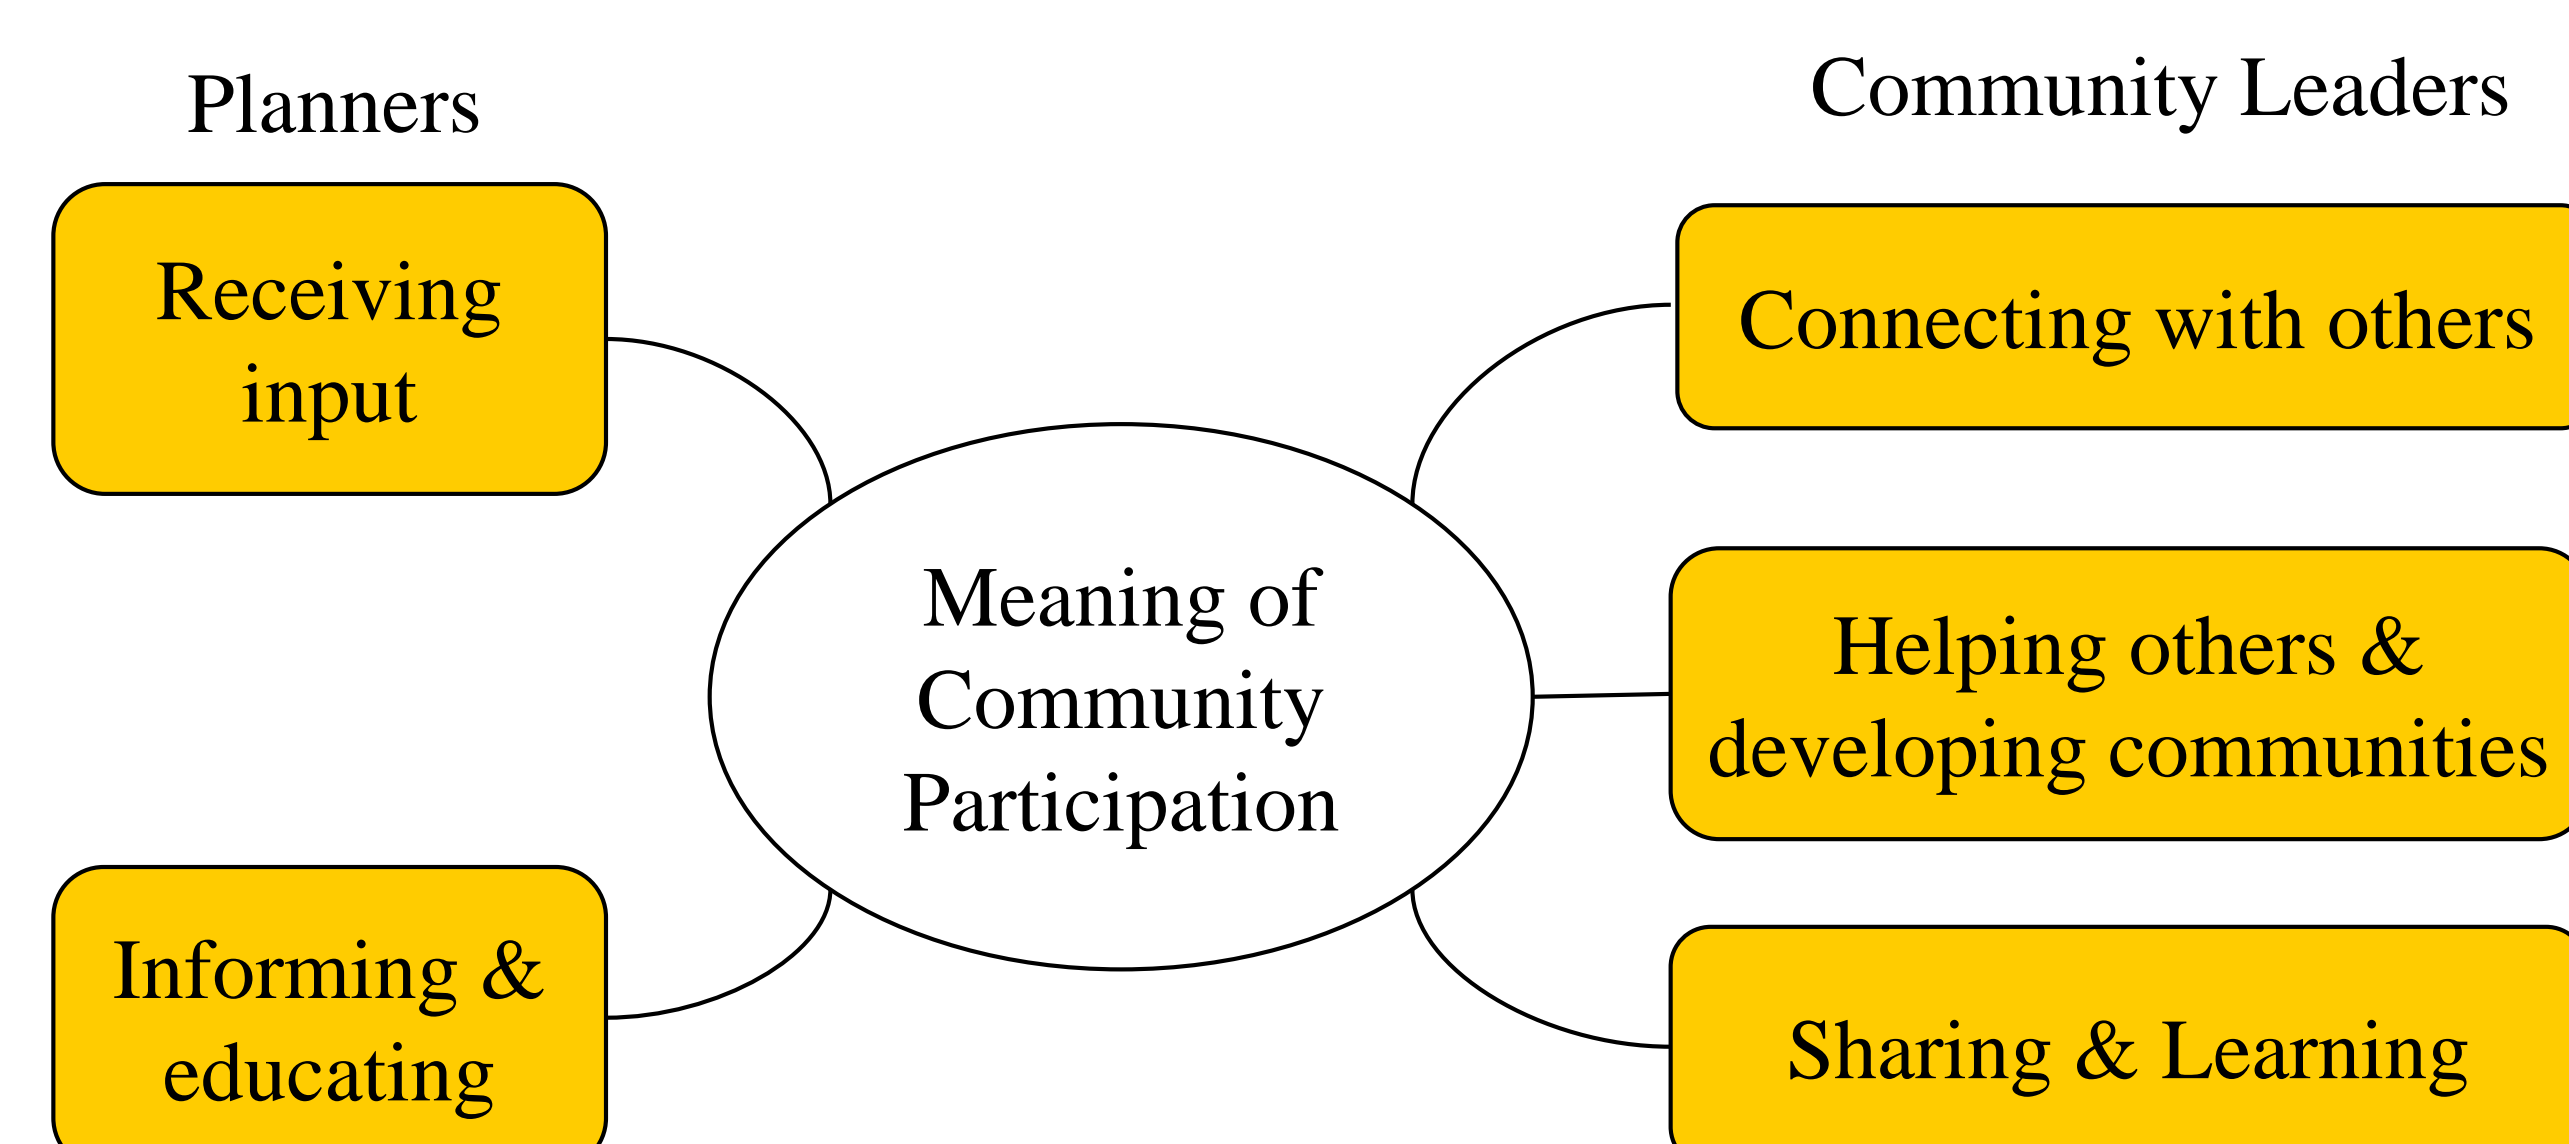 Planners
Receiving
input
Informing &
educating
Meaning of
Community
Participation
Community Leaders
Connecting with others
Helping others &
developing communities
Sharing & Learning